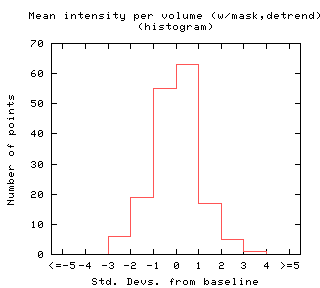 Mean intensity per volume (w/mask,detrend)
(histogram)
70
60
50
40
30
20
10
0
Number of points
<=-5 -4 -3 -2 -1 0 1 2 3 4 >=5
Std. Devs. from baseline